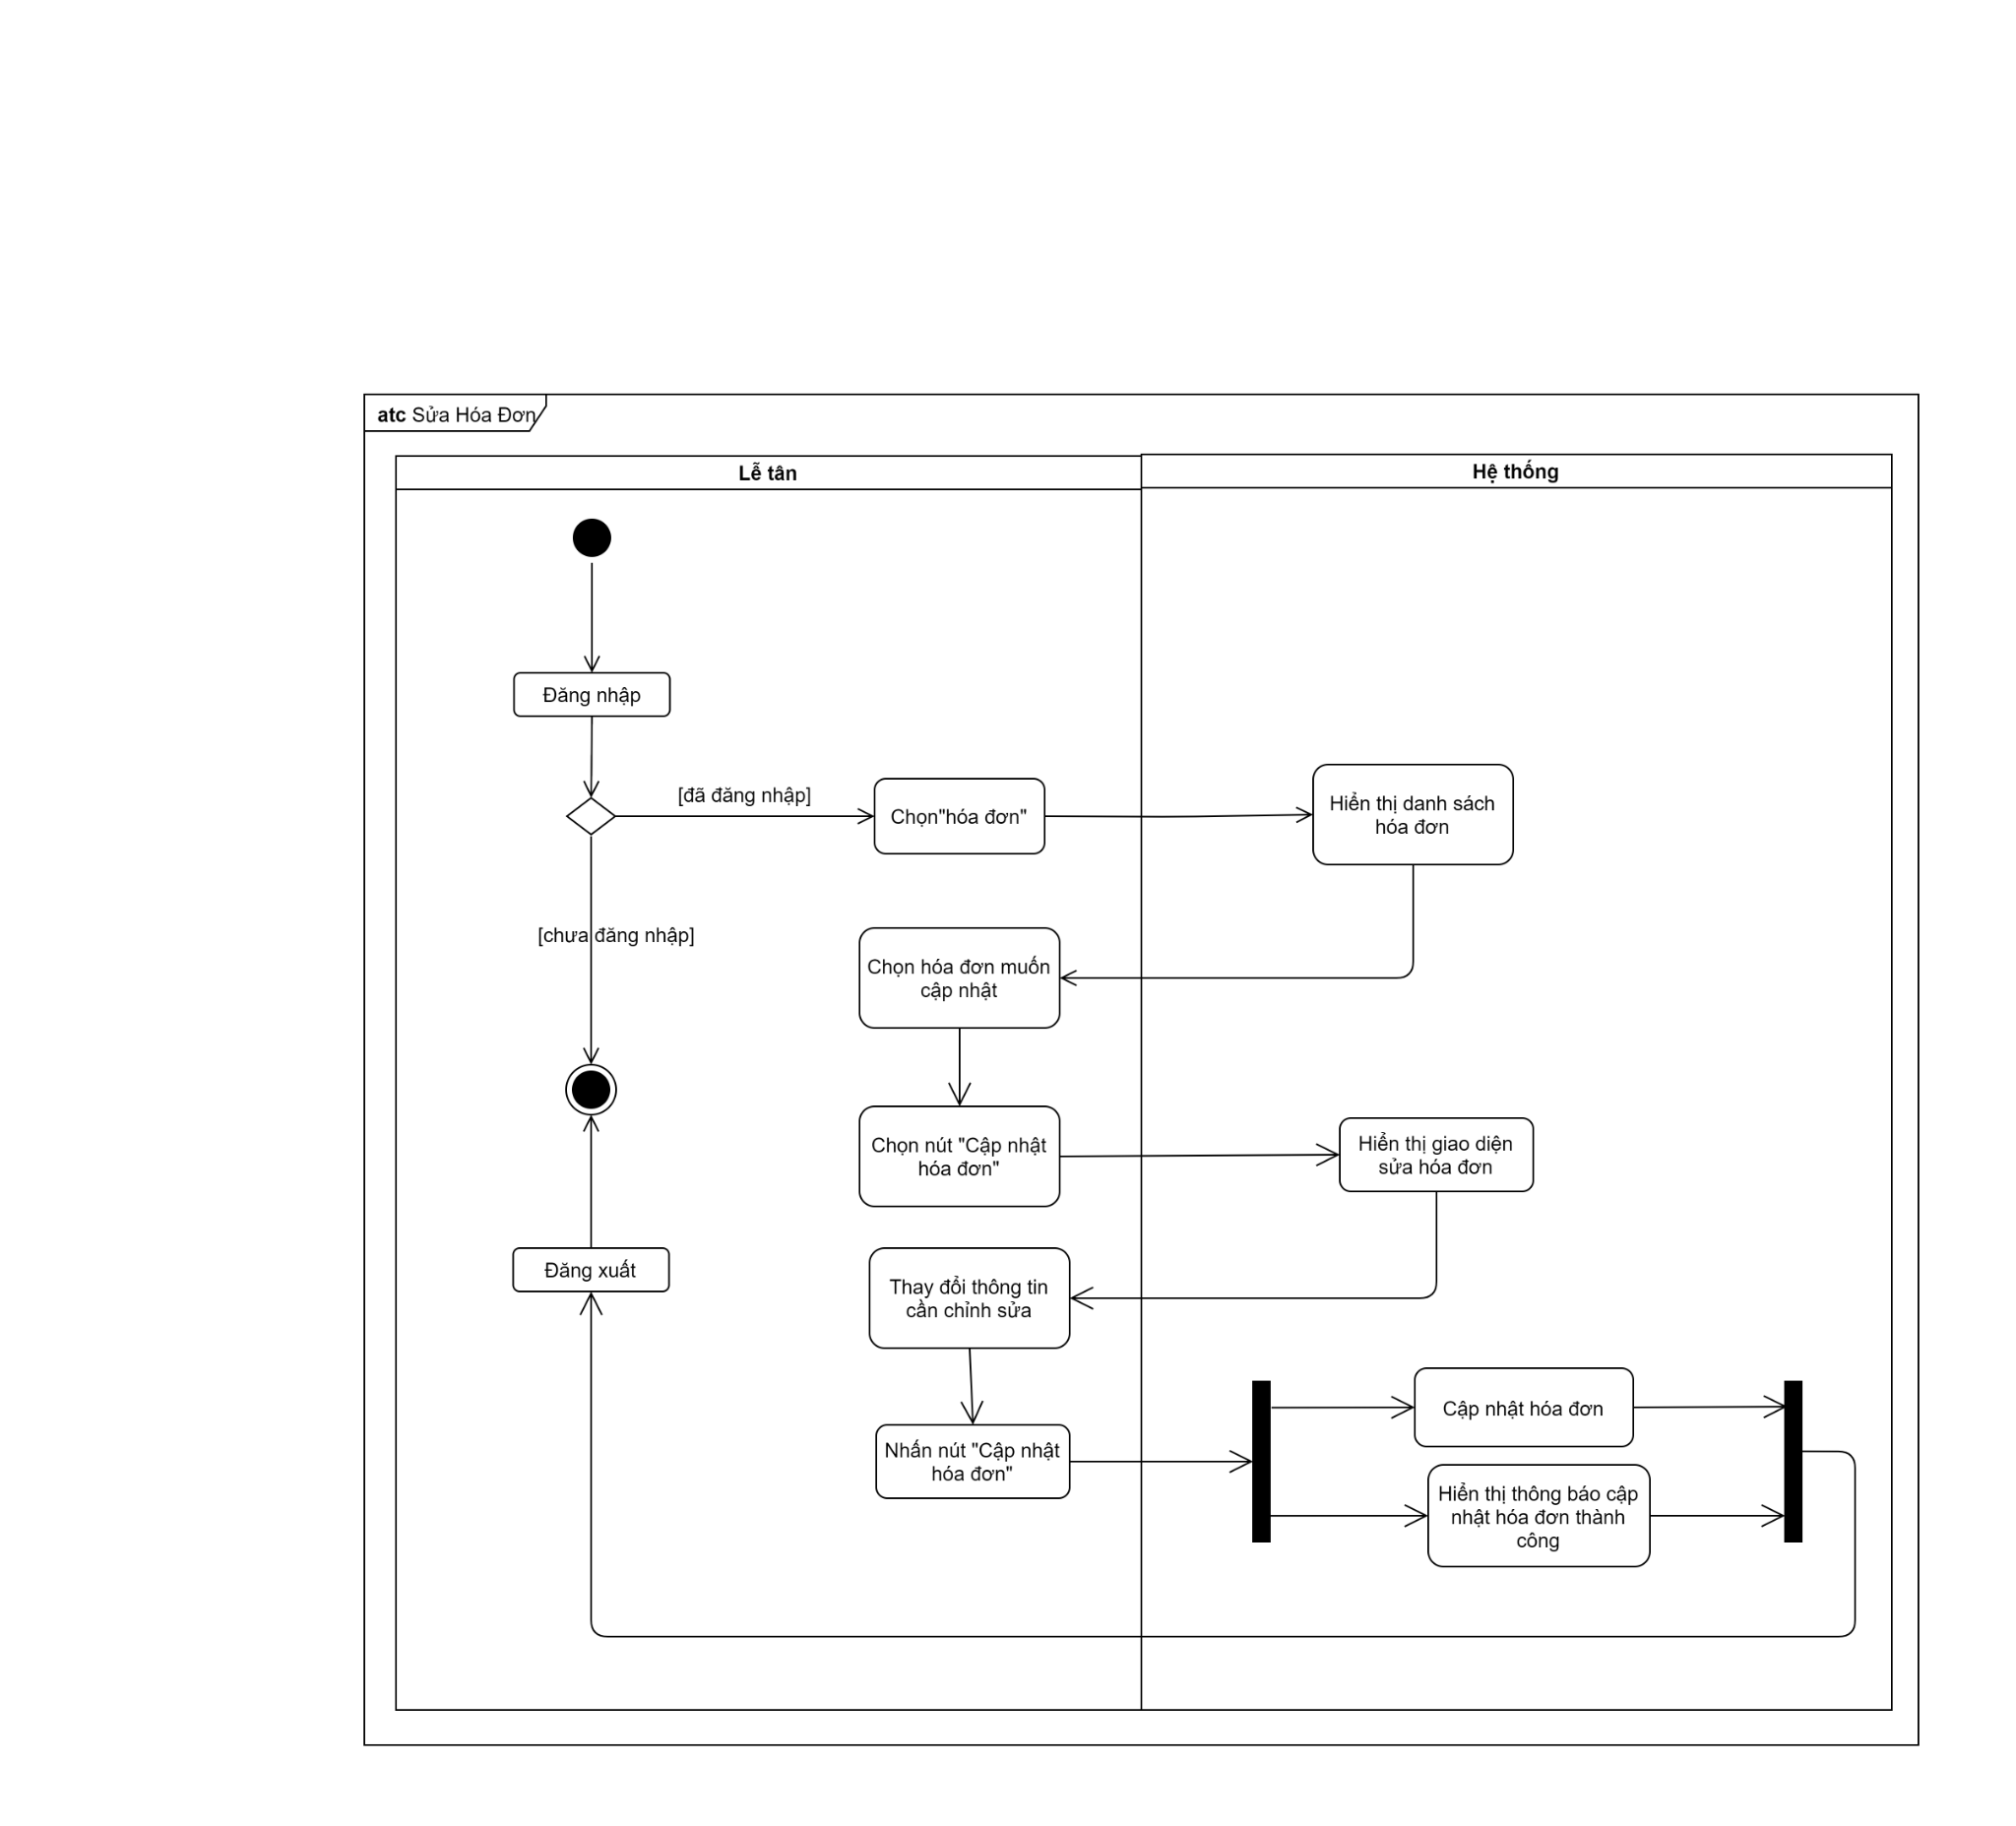 atc Sửa Hóa Đơn
Lễ tân
Hệ thống
Đăng nhập
[đã đăng nhập]
Chọn"hóa đơn"
Hiển thị danh sách
hóa đơn
[chưa đăng nhập]
Chọn hóa đơn muốn
cập nhật
Chọn nút "Cập nhật
hóa đơn"
Hiển thị giao diện
sửa hóa đơn
Đăng xuất
Thay đổi thông tin
cần chỉnh sửa
Cập nhật hóa đơn
Nhấn nút "Cập nhật
hóa đơn"
Hiển thị thông báo cập
nhật hóa đơn thành
công